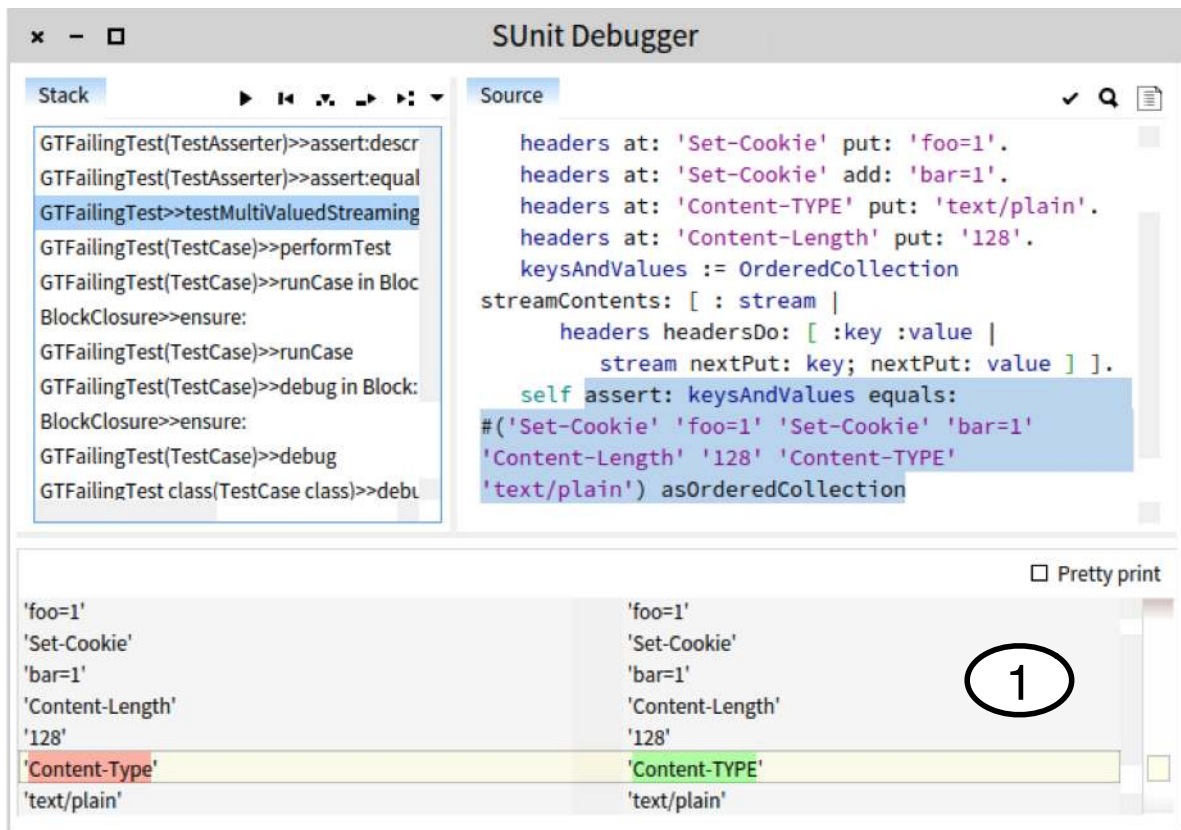 SUnit Debugger
Stack
GTFailingTest(TestAsserter)>>assert:descr
GTFailingTest(TestAsserter)>>assert:equal
GTFailingTest>>testMultiValuedStreaming
GTFailingTest(TestCase)>>performTest
GTFailingTest(TestCase)>>runCase in Bloc
BlockClosure>>ensure:
GTFailingTest(TestCase)>>runCase
GTFailingTest(TestCase)>>debug in Block:
BlockClosure>>ensure:
GTFailingTest(TestCase)>>debug
GTFailingTest class(TestCase class)>>debu
Source
headers at: 'Set-Cookie' put: 'foo=1'.
headers at: 'Set-Cookie' add: 'bar=1'.
headers at: 'Content-TYPE' put: 'text/plain'.
headers at: 'Content-Length' put: '128'.
keysAndValues := OrderedCollection
streamContents: [ : stream |
headers headersDo: [ :key :value |
stream nextPut: key; nextPut: value ] ].
self assert: keysAndValues equals:
#('Set-Cookie' 'foo=1' 'Set-Cookie' 'bar=1'
'Content-Length' '128' 'Content-TYPE'
'text/plain') asOrderedCollection
Pretty print
'foo=1' 'foo=1'
'Set-Cookie' 'Set-Cookie'
'bar=1' 'bar=1'
'Content-Length' 'Content-Length'
'128' '128'
'Content-Type' 'Content-TYPE'
'text/plain' 'text/plain'
1